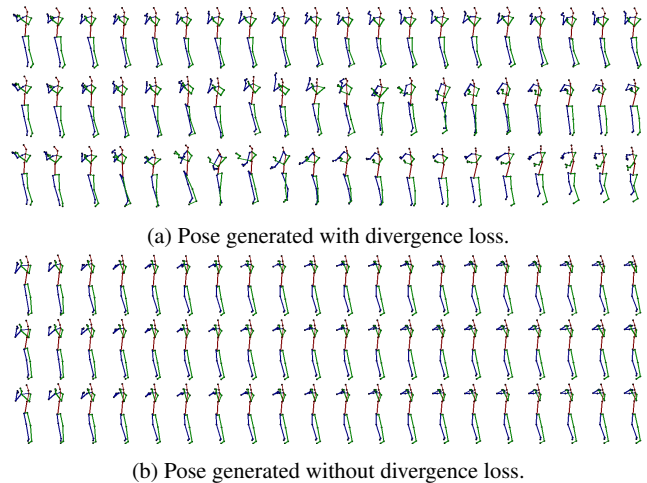 (a) Pose generated with divergence loss.
(b) Pose generated without divergence loss.